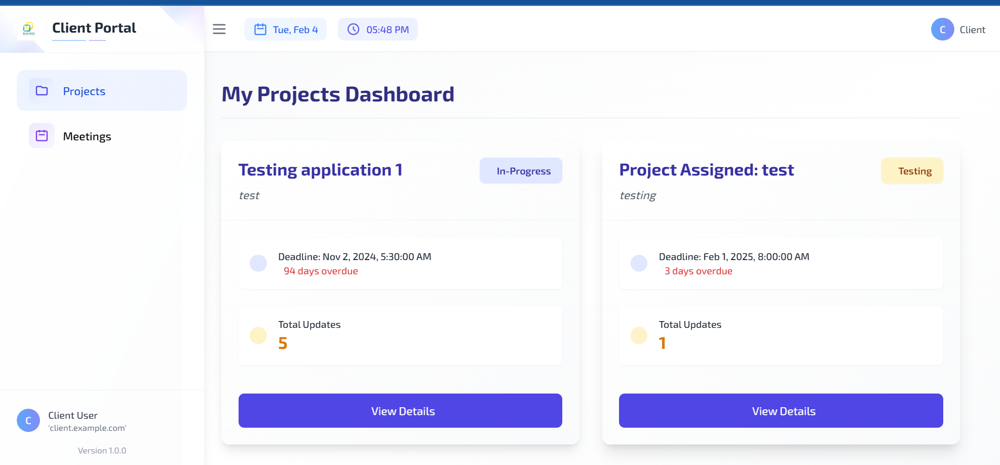 BUSINESS
Client Portal
Tue, Feb 4
05:48 PM
C
Client
Projects
Meetings
My Projects Dashboard
Testing application 1
In-Progress
test
Deadline: Nov 2, 2024, 5:30:00 AM
94 days overdue
Total Updates
5
View Details
Project Assigned: test
Testing
testing
Deadline: Feb 1, 2025, 8:00:00 AM
3 days overdue
Total Updates
1
View Details
C
Client User
'client.example.com'
Version 1.0.0